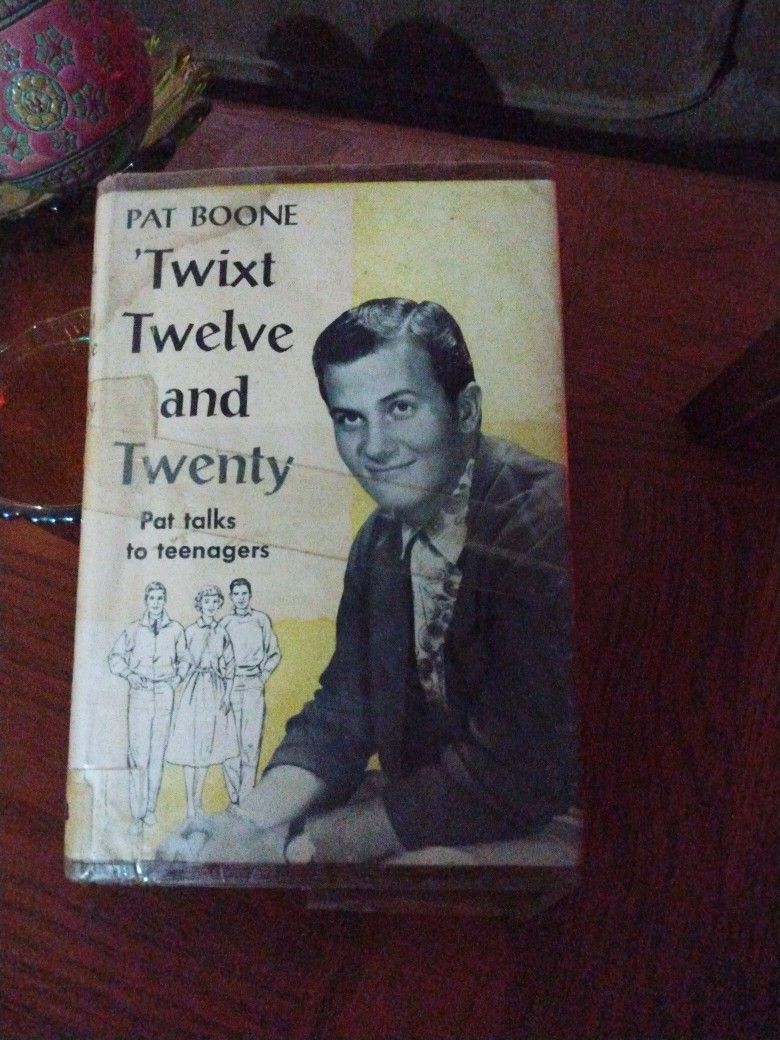 PAT BOONE
'Twixt
Twelve
and
Twenty
Pat talks
to teenagers